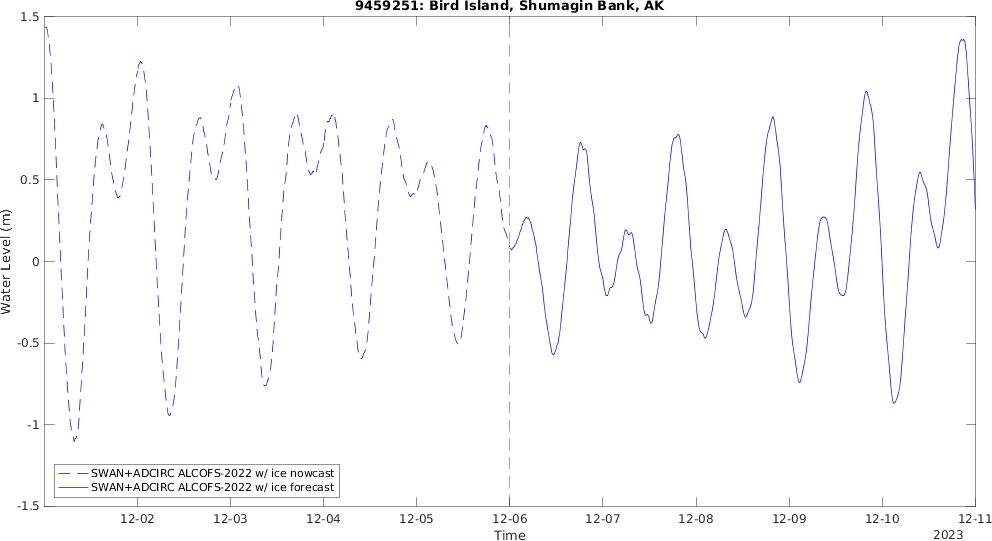 9459251: Bird Island, Shumagin Bank, AK
1.5
1
0.5
0
-0.5
-1
-1.5
Water Level (m)
SWAN+ADCIRC ALCOFS-2022 w/ ice nowcast
SWAN+ADCIRC ALCOFS-2022 w/ ice forecast
12-02 12-03 12-04 12-05 12-06 12-07 12-08 12-09 12-10 12-11
Time
2023